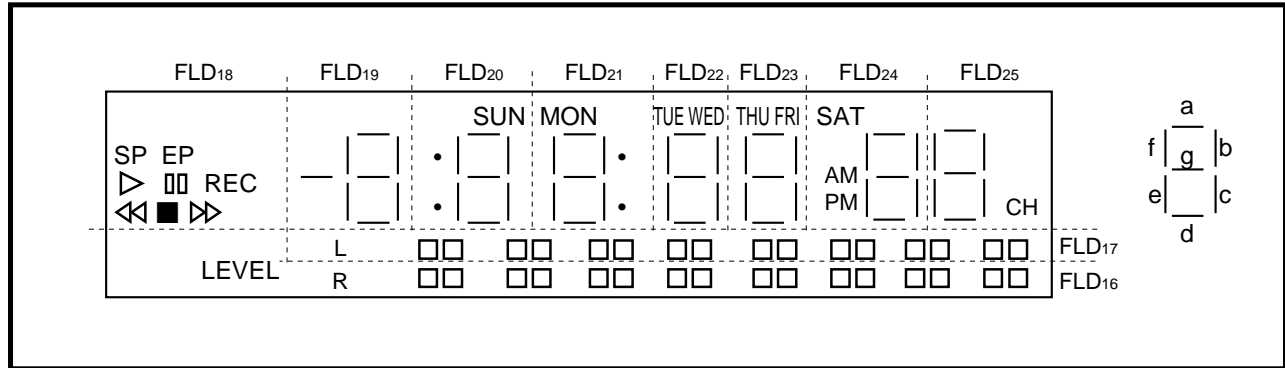 FLD18 FLD19 FLD20 FLD21 FLD22 FLD23 FLD24 FLD25
SUN MON TUE WED THU FRI SAT
SP EP
REC
AM
PM
CH
L
FLD17
LEVEL
R
FLD16
a
f g b
e c
d